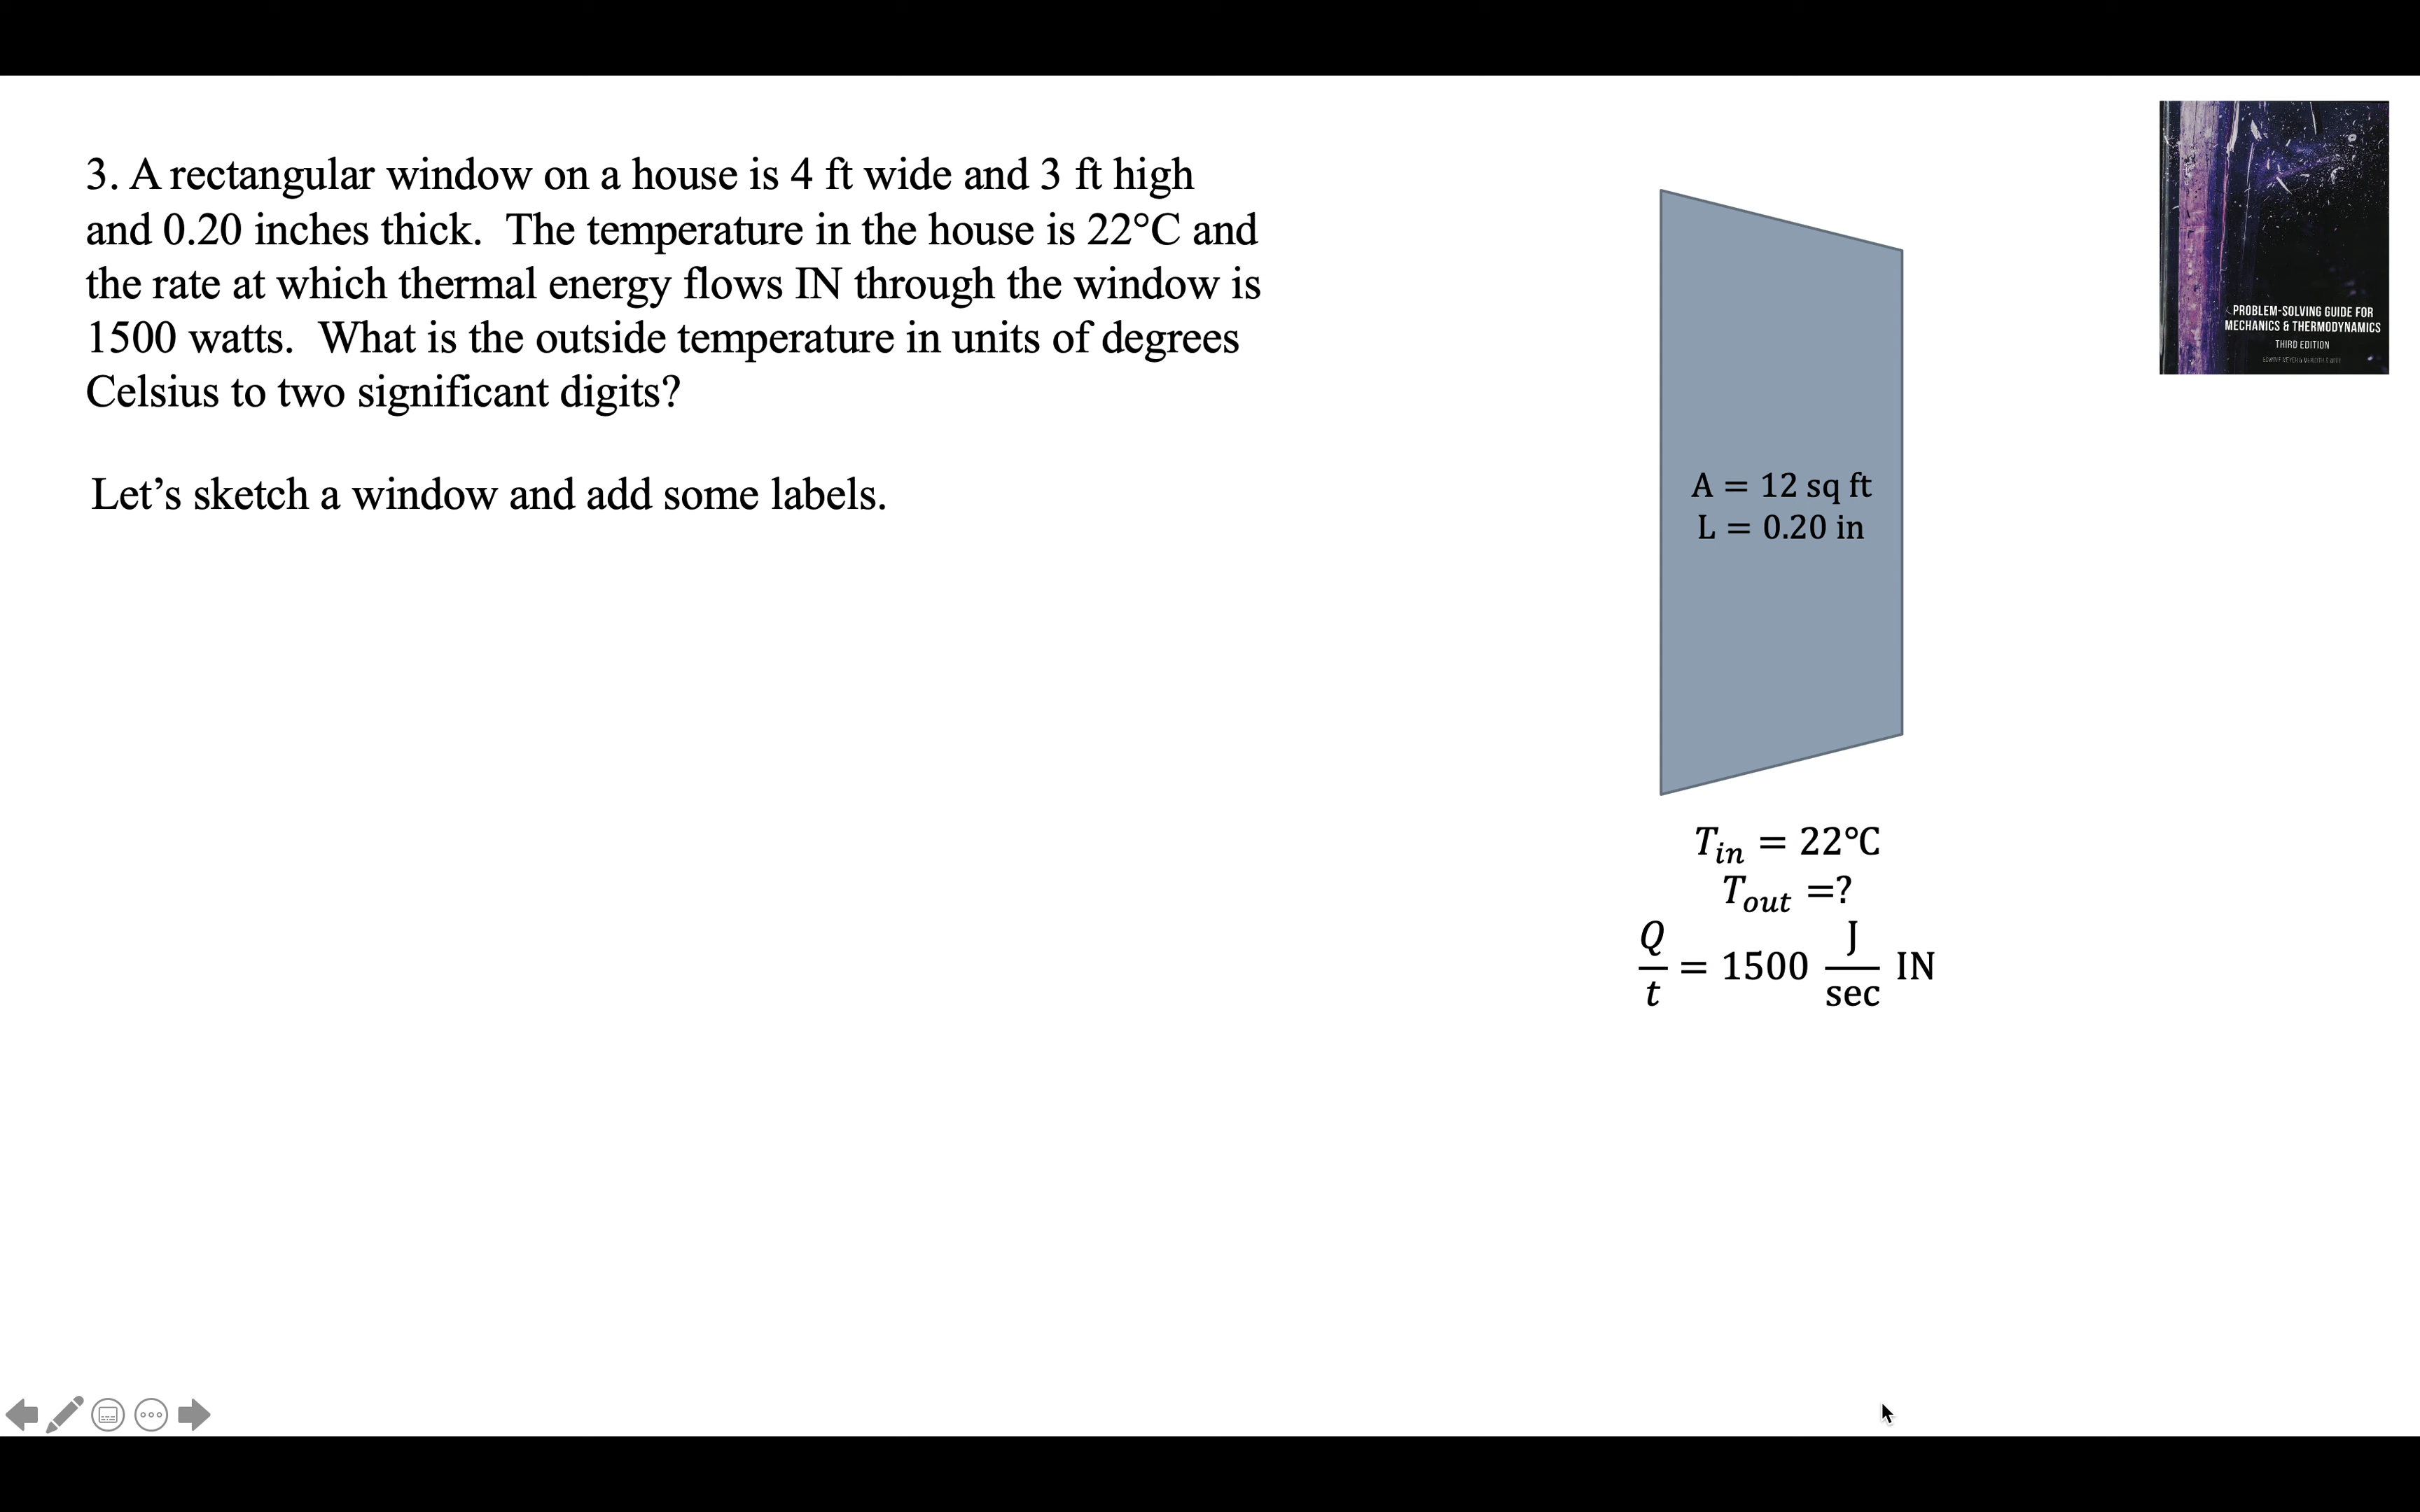 3. A rectangular window on a house is 4 ft wide and 3 ft high
and 0.20 inches thick.  The temperature in the house is 22°C and
the rate at which thermal energy flows IN through the window is
1500 watts.  What is the outside temperature in units of degrees
Celsius to two significant digits?
Let’s sketch a window and add some labels.
PROBLEM-SOLVING GUIDE FOR
MECHANICS & THERMODYNAMICS
THIRD EDITION
A = 12 sq ft
L = 0.20 in
T_in = 22°C
T_out =?
Q/t = 1500 J/sec IN